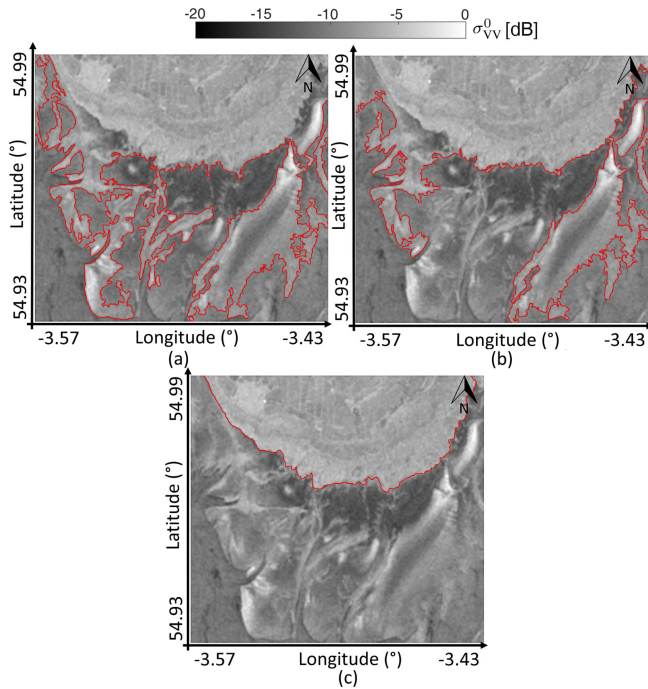 -20 -15 -10 -5 0 σ⁰VV [dB]
54.99
Latitude (°)
54.93
N
-3.57 Longitude (°) -3.43
(a)
54.99
Latitude (°)
54.93
N
-3.57 Longitude (°) -3.43
(b)
54.99
Latitude (°)
54.93
N
-3.57 Longitude (°) -3.43
(c)